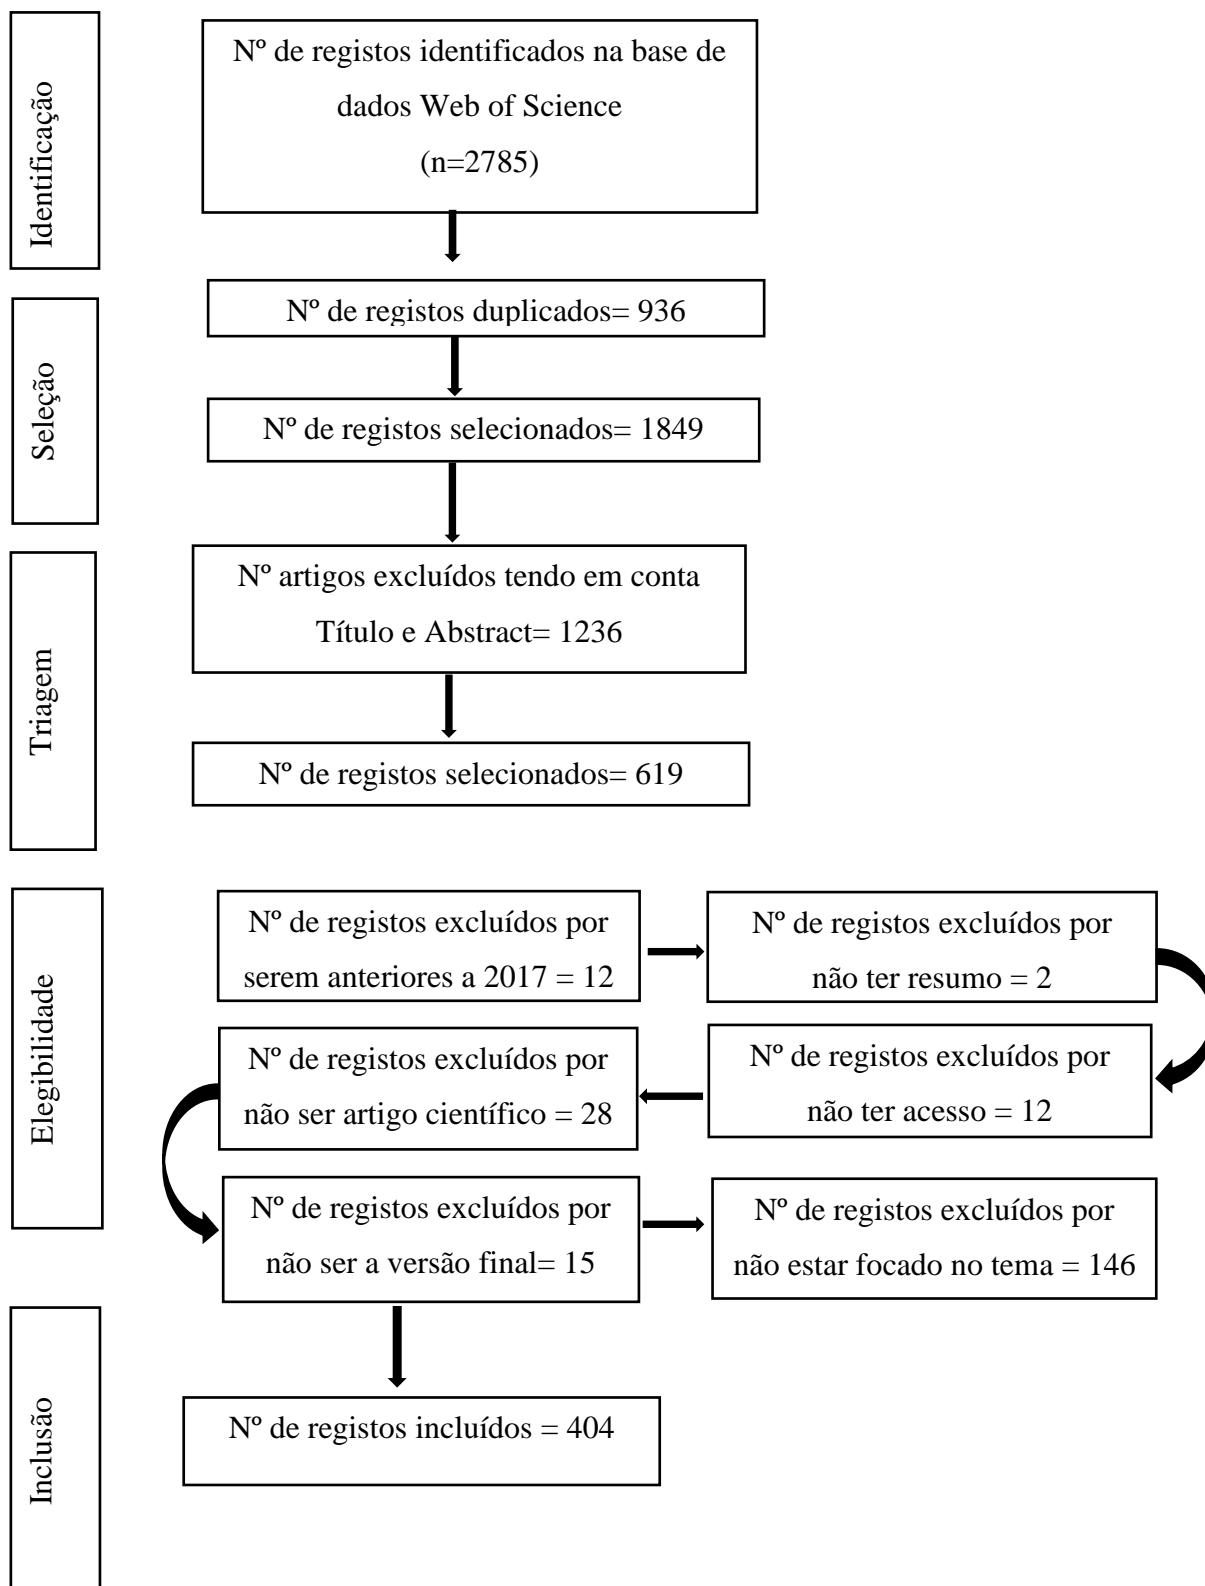 Identificação
Nº de registos identificados na base de
dados Web of Science
(n=2785)
Seleção
Nº de registos duplicados= 936
Nº de registos selecionados= 1849
Triagem
Nº artigos excluídos tendo em conta
Título e Abstract= 1236
Nº de registos selecionados= 619
Elegibilidade
Nº de registos excluídos por
serem anteriores a 2017 = 12
Nº de registos excluídos por
não ter resumo = 2
Nº de registos excluídos por
não ter acesso = 12
Nº de registos excluídos por
não ser artigo científico = 28
Nº de registos excluídos por
não ser a versão final= 15
Nº de registos excluídos por
não estar focado no tema = 146
Inclusão
Nº de registos incluídos = 404